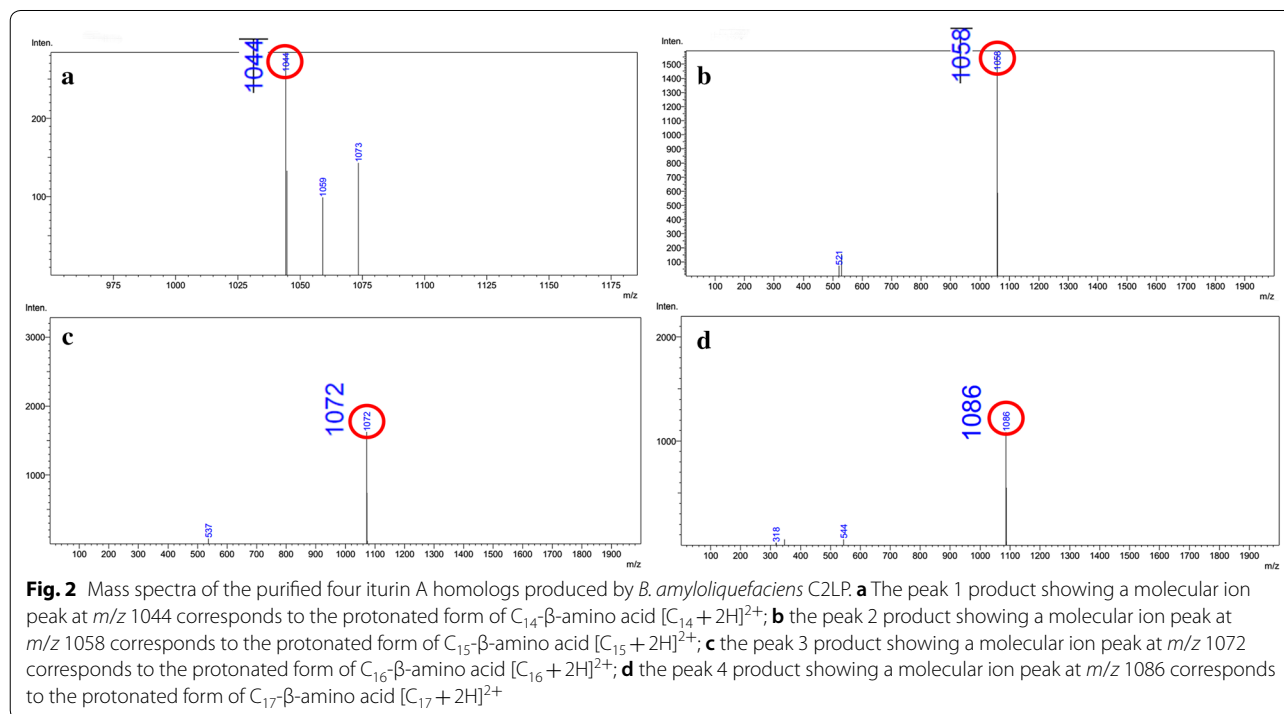 Inten.
a
1044
1044
200
100
1059
1073
975
1000
1025
1050
1075
1100
1125
1150
1175
m/z
Inten.
b
1058
1058
1500
1400
1300
1200
1100
1000
900
800
700
600
500
400
300
200
100
521
100 200 300 400 500 600 700 800 900 1000 1100 1200 1300 1400 1500 1600 1700 1800 1900
m/z
Inten.
c
3000
2000
1000
1072
1072
537
100 200 300 400 500 600 700 800 900 1000 1100 1200 1300 1400 1500 1600 1700 1800 1900
m/z
Inten.
d
2000
1000
1086
1086
318
544
100 200 300 400 500 600 700 800 900 1000 1100 1200 1300 1400 1500 1600 1700 1800 1900
m/z
Fig. 2 Mass spectra of the purified four iturin A homologs produced by B. amyloliquefaciens C2LP. a The peak 1 product showing a molecular ion
peak at m/z 1044 corresponds to the protonated form of C₁₄-β-amino acid [C₁₄ + 2H]²⁺; b the peak 2 product showing a molecular ion peak at
m/z 1058 corresponds to the protonated form of C₁₅-β-amino acid [C₁₅ + 2H]²⁺; c the peak 3 product showing a molecular ion peak at m/z 1072
corresponds to the protonated form of C₁₆-β-amino acid [C₁₆ + 2H]²⁺; d the peak 4 product showing a molecular ion peak at m/z 1086 corresponds
to the protonated form of C₁₇-β-amino acid [C₁₇ + 2H]²⁺